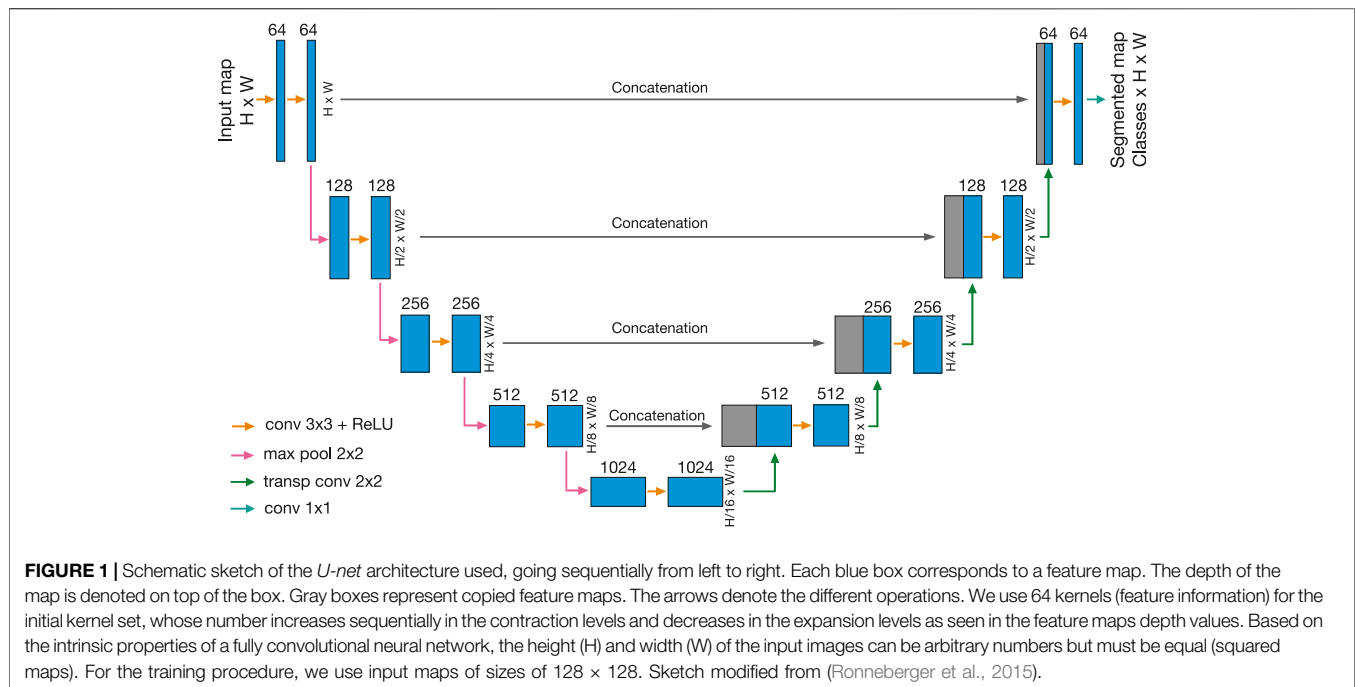 64 64
Input map
H x W
H x W
Concatenation
64 64
Segmented map
Classes x H x W
128 128
H/2 x W/2
Concatenation
128 128
H/2 x W/2
256 256
H/4 x W/4
Concatenation
256 256
H/4 x W/4
512 512
H/8 x W/8
Concatenation
512 512
H/8 x W/8
1024 1024
H/16 x W/16
conv 3x3 + ReLU
max pool 2x2
transp conv 2x2
conv 1x1
FIGURE 1 | Schematic sketch of the U-net architecture used, going sequentially from left to right. Each blue box corresponds to a feature map. The depth of the
map is denoted on top of the box. Gray boxes represent copied feature maps. The arrows denote the different operations. We use 64 kernels (feature information) for the
initial kernel set, whose number increases sequentially in the contraction levels and decreases in the expansion levels as seen in the feature maps depth values. Based on
the intrinsic properties of a fully convolutional neural network, the height (H) and width (W) of the input images can be arbitrary numbers but must be equal (squared
maps). For the training procedure, we use input maps of sizes of 128 × 128. Sketch modified from (Ronneberger et al., 2015).